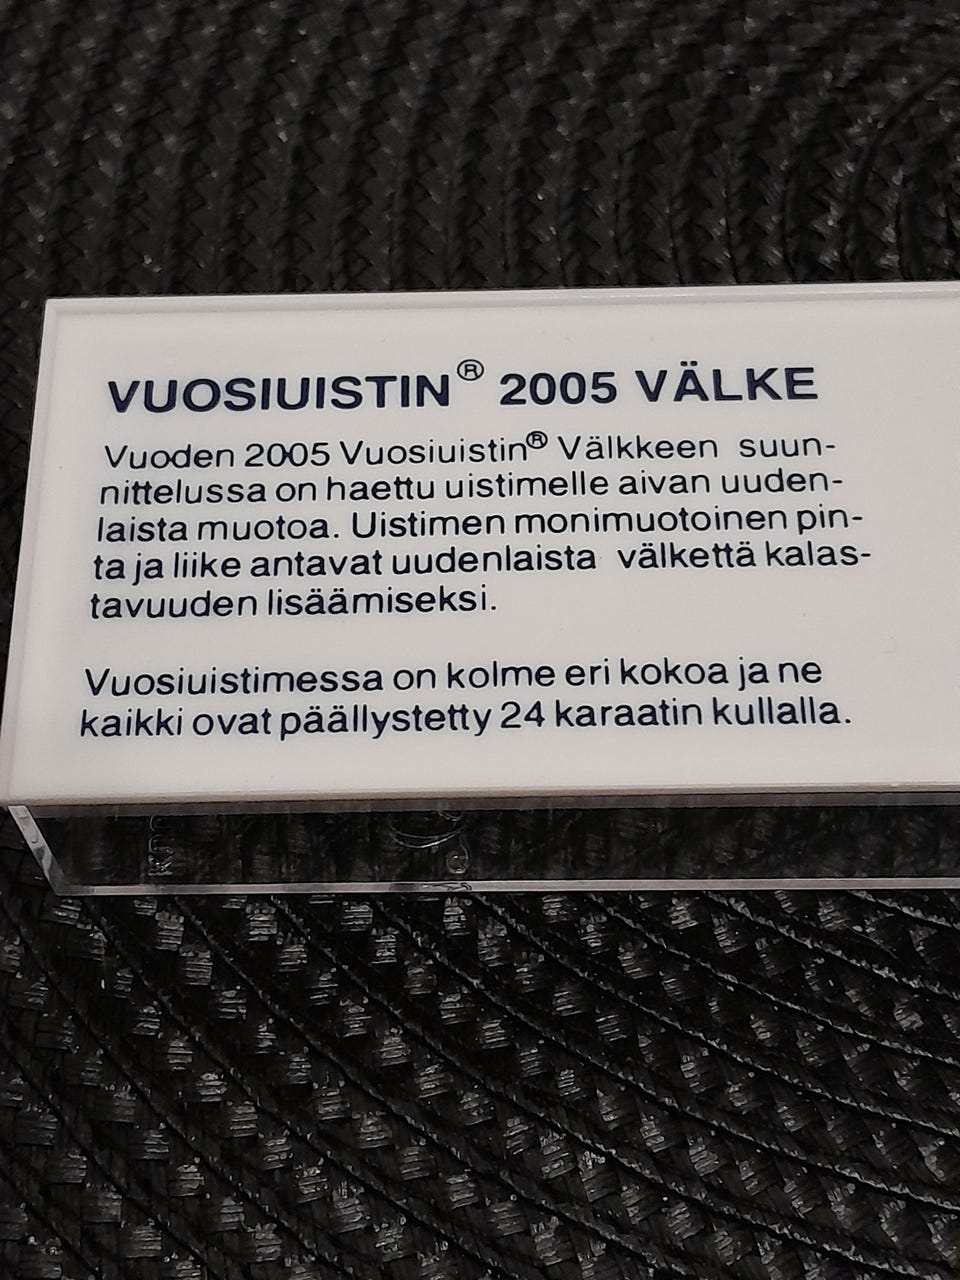 VUOSIUISTIN® 2005 VÄLKE
Vuoden 2005 Vuosiuistin® Välkkeen suun-
nittelussa on haettu uistimelle aivan uuden-
laista muotoa. Uistimen monimuotoinen pin-
ta ja liike antavat uudenlaista välkettä kalas-
tavuuden lisäämiseksi.
Vuosiuistimessa on kolme eri kokoa ja ne
kaikki ovat päällystetty 24 karaatin kullalla.